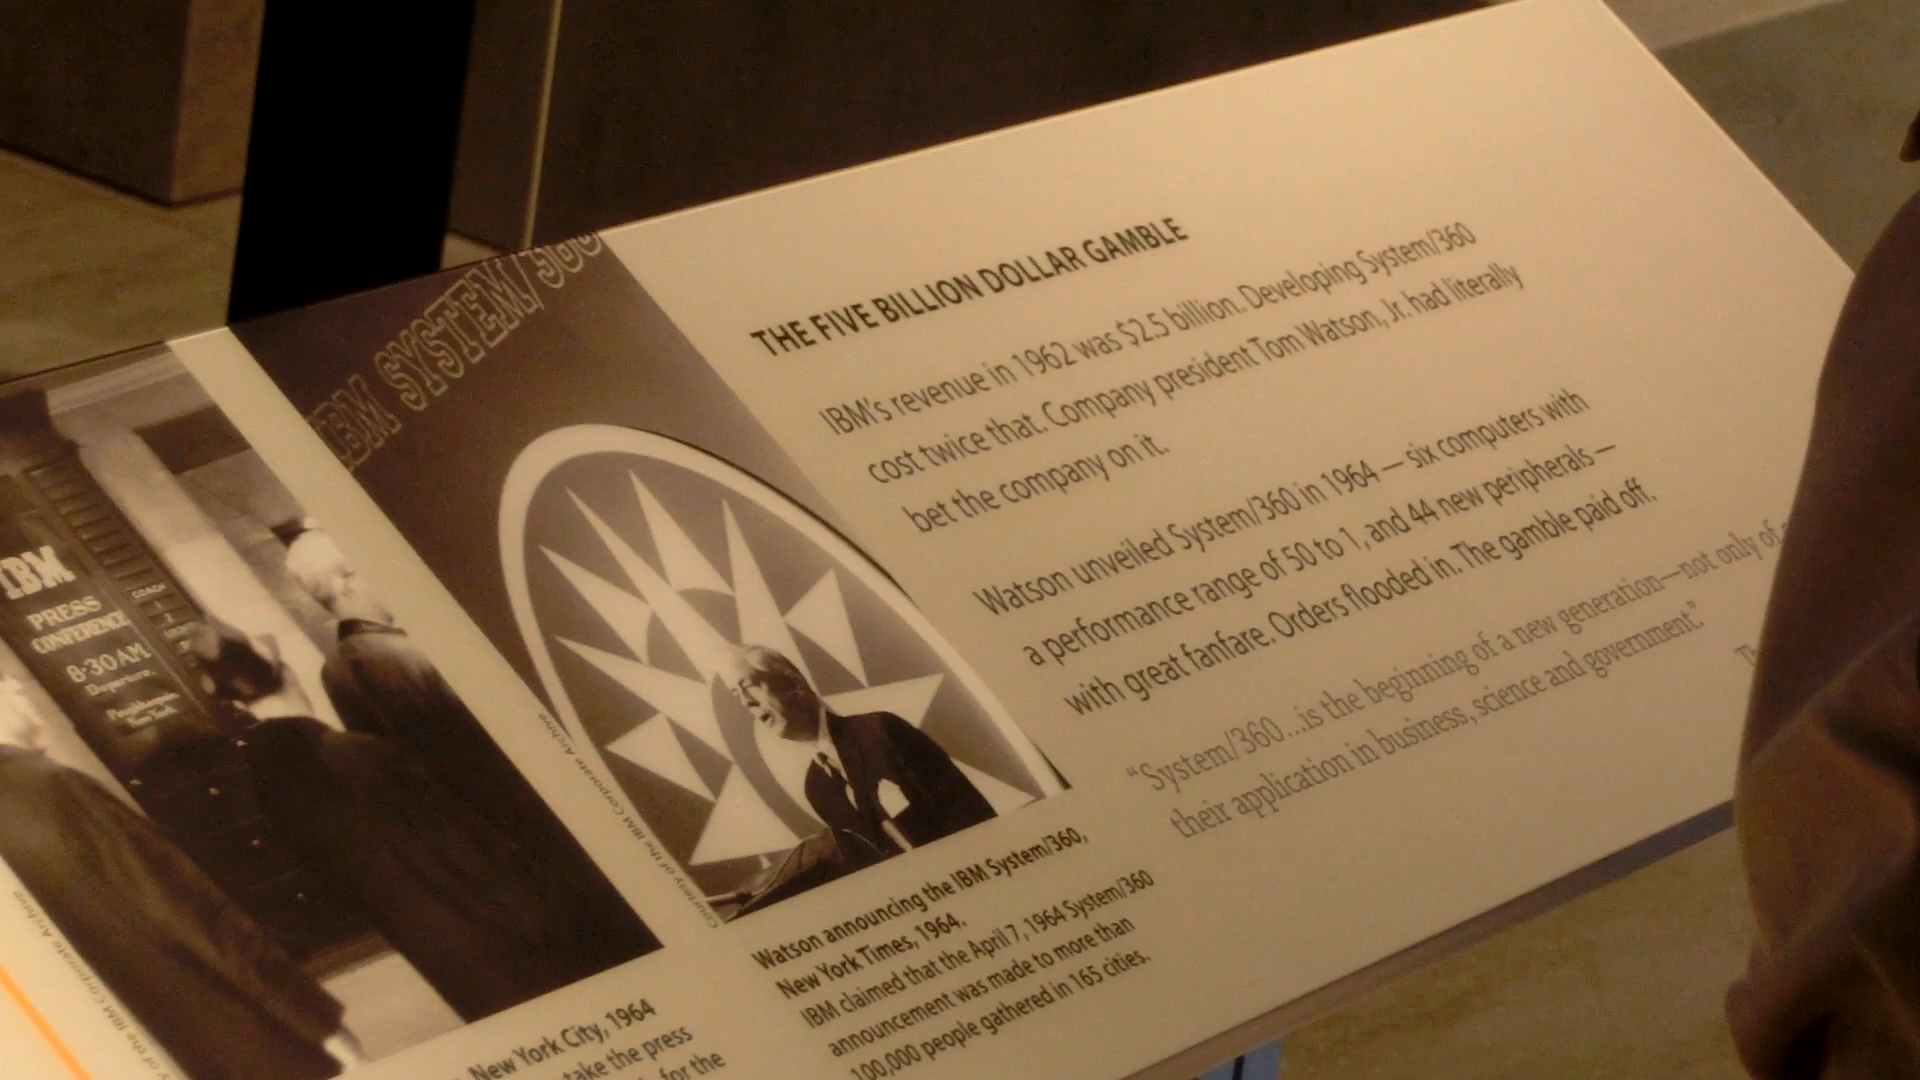 THE FIVE BILLION DOLLAR GAMBLE
IBM's revenue in 1962 was $2.5 billion. Developing System/360
cost twice that. Company president Tom Watson, Jr. had literally
bet the company on it.
Watson unveiled System/360 in 1964 — six computers with
a performance range of 50 to 1, and 44 new peripherals —
with great fanfare. Orders flooded in. The gamble paid off.
“System/360...is the beginning of a new generation—not only of
their application in business, science and government.”
IBM SYSTEM/360
Courtesy of the IBM Corporate Archive
Watson announcing the IBM System/360,
New York Times, 1964.
IBM claimed that the April 7, 1964 System/360
announcement was made to more than
100,000 people gathered in 165 cities.
IBM
PRESS
CONFERENCE
8:30 AM
Departure
COACH
of the IBM Corporate Archive
New York City, 1964
take the press
for the